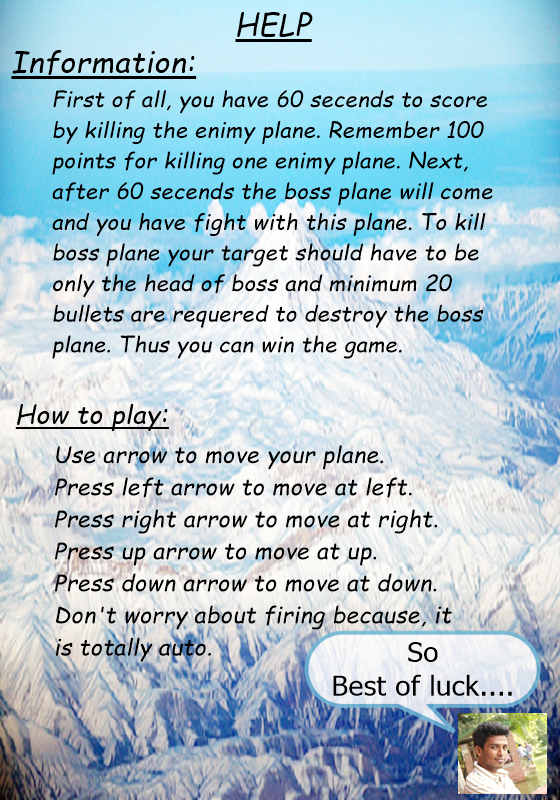 HELP
Information:
First of all, you have 60 secends to score
by killing the enimy plane. Remember 100
points for killing one enimy plane. Next,
after 60 secends the boss plane will come
and you have fight with this plane. To kill
boss plane your target should have to be
only the head of boss and minimum 20
bullets are requered to destroy the boss
plane. Thus you can win the game.
How to play:
Use arrow to move your plane.
Press left arrow to move at left.
Press right arrow to move at right.
Press up arrow to move at up.
Press down arrow to move at down.
Don't worry about firing because, it
is totally auto.
So
Best of luck....